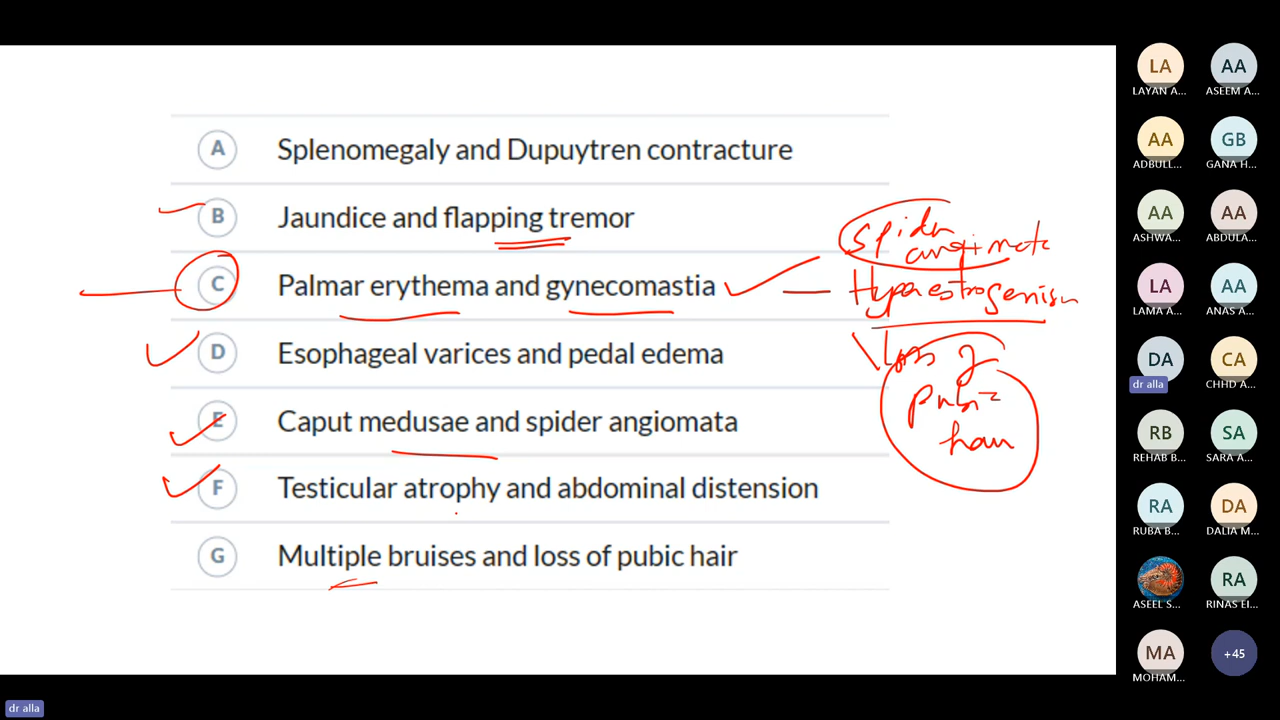 A Splenomegaly and Dupuytren contracture
B Jaundice and flapping tremor
C Palmar erythema and gynecomastia
D Esophageal varices and pedal edema
E Caput medusae and spider angiomata
F Testicular atrophy and abdominal distension
G Multiple bruises and loss of pubic hair
Spider
angiomata
Hyperestrogenism
Loss of
pubic
hair
LA AA
LAYAN A... ASEEM A...
AA GB
ADBULL... GANA H...
AA AA
ASHWA... ABDULA...
LA AA
LAMA A... ANAS A...
DA CA
dr alla CHHD A...
RB SA
REHAB B... SARA A...
RA DA
RUBA B... DALIA M...
RA
ASEEL S... RINAS EI...
MA +45
MOHAM...
dr alla